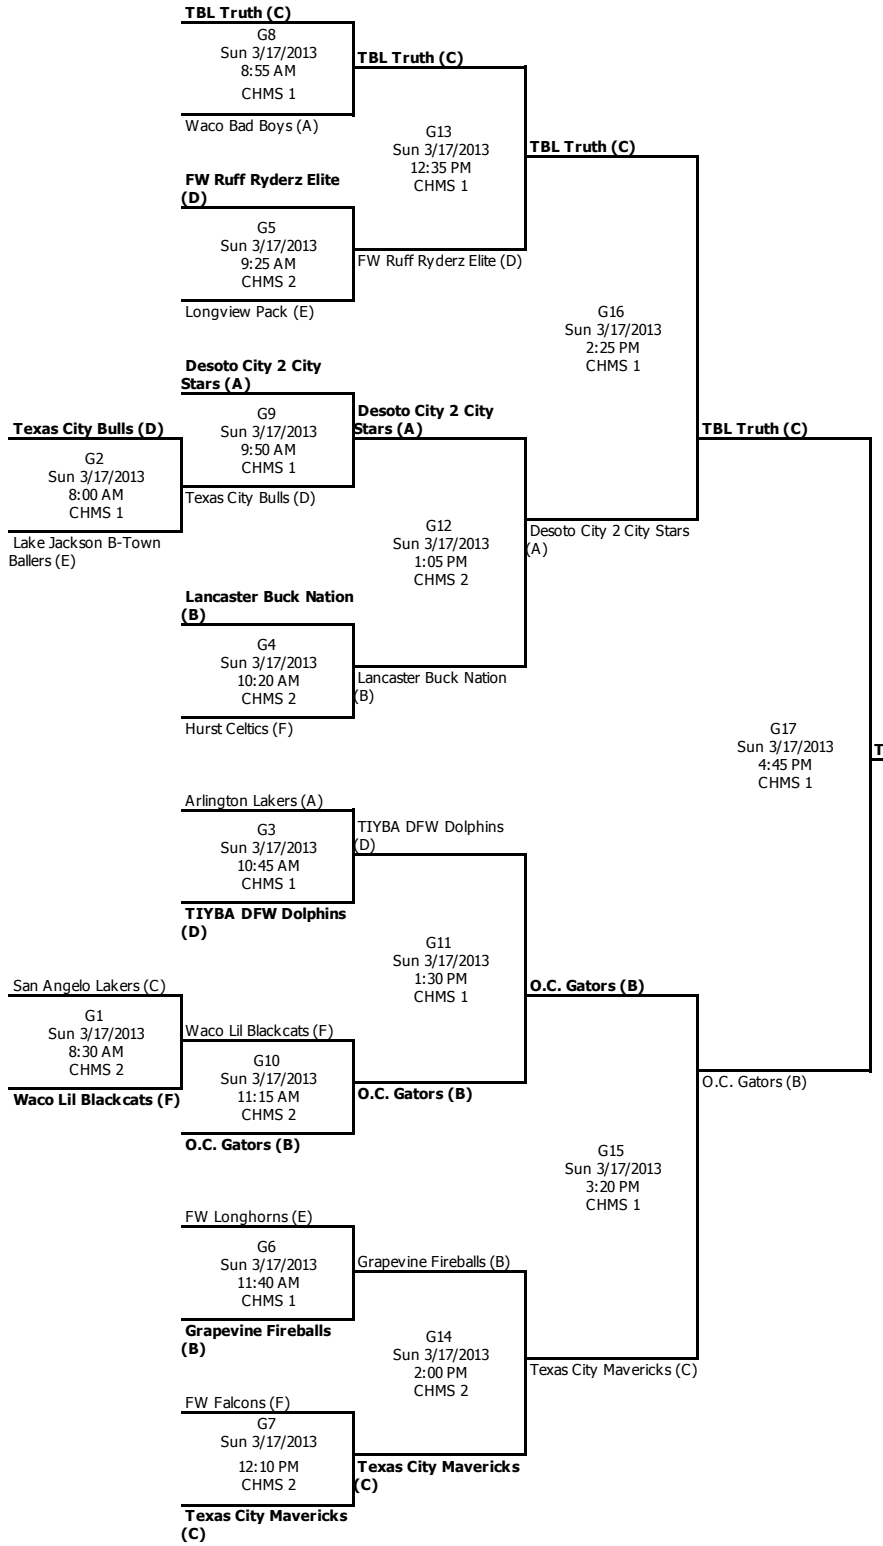 TBL Truth (C)
G8
Sun 3/17/2013
8:55 AM
CHMS 1
Waco Bad Boys (A)
TBL Truth (C)
G13
Sun 3/17/2013
12:35 PM
CHMS 1
TBL Truth (C)
FW Ruff Ryderz Elite
(D)
G5
Sun 3/17/2013
9:25 AM
CHMS 2
Longview Pack (E)
FW Ruff Ryderz Elite (D)
G16
Sun 3/17/2013
2:25 PM
CHMS 1
Desoto City 2 City
Stars (A)
G9
Sun 3/17/2013
9:50 AM
CHMS 1
Texas City Bulls (D)
Desoto City 2 City
Stars (A)
TBL Truth (C)
Texas City Bulls (D)
G2
Sun 3/17/2013
8:00 AM
CHMS 1
Lake Jackson B-Town
Ballers (E)
G12
Sun 3/17/2013
1:05 PM
CHMS 2
Desoto City 2 City Stars
(A)
Lancaster Buck Nation
(B)
G4
Sun 3/17/2013
10:20 AM
CHMS 2
Hurst Celtics (F)
Lancaster Buck Nation
(B)
G17
Sun 3/17/2013
4:45 PM
CHMS 1
T
Arlington Lakers (A)
G3
Sun 3/17/2013
10:45 AM
CHMS 1
TIYBA DFW Dolphins
(D)
TIYBA DFW Dolphins
(D)
G11
Sun 3/17/2013
1:30 PM
CHMS 1
O.C. Gators (B)
San Angelo Lakers (C)
G1
Sun 3/17/2013
8:30 AM
CHMS 2
Waco Lil Blackcats (F)
Waco Lil Blackcats (F)
G10
Sun 3/17/2013
11:15 AM
CHMS 2
O.C. Gators (B)
O.C. Gators (B)
O.C. Gators (B)
G15
Sun 3/17/2013
3:20 PM
CHMS 1
FW Longhorns (E)
G6
Sun 3/17/2013
11:40 AM
CHMS 1
Grapevine Fireballs
(B)
Grapevine Fireballs (B)
G14
Sun 3/17/2013
2:00 PM
CHMS 2
Texas City Mavericks (C)
FW Falcons (F)
G7
Sun 3/17/2013
12:10 PM
CHMS 2
Texas City Mavericks
(C)
Texas City Mavericks
(C)